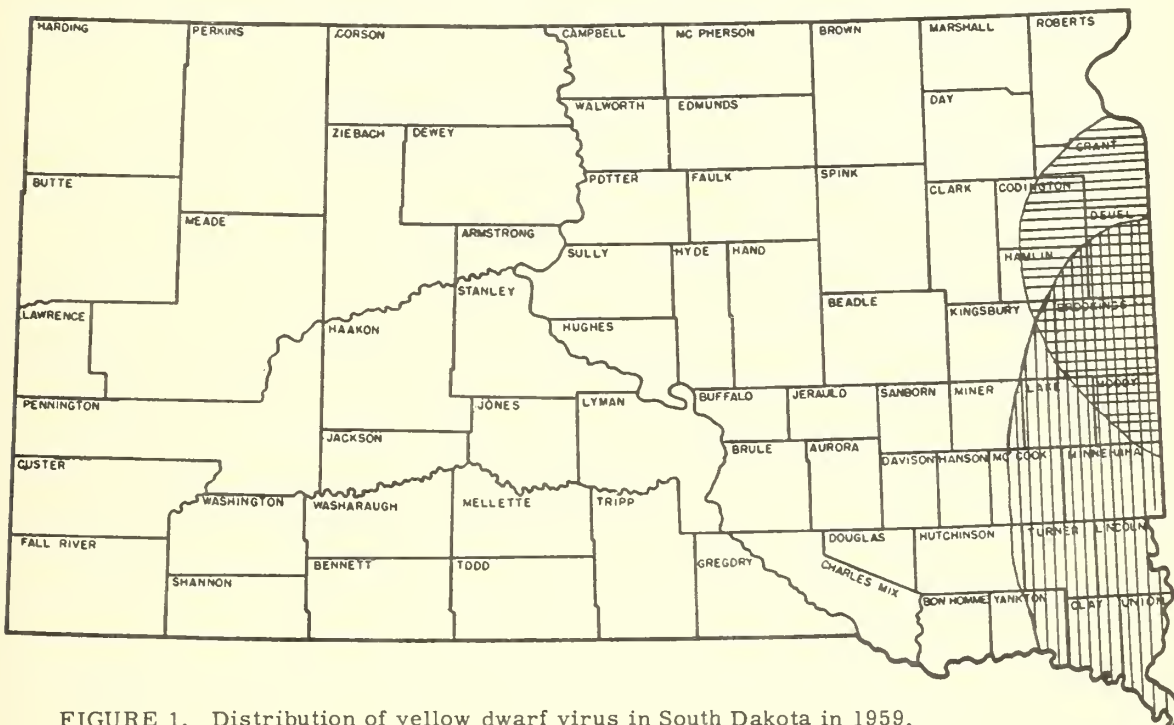 HARDING
PERKINS
CORSON
CAMPBELL
MC PHERSON
BROWN
MARSHALL
ROBERTS
WALWORTH
EDMUNDS
DAY
ZIEBACH
DEWEY
GRANT
BUTTE
POTTER
FAULK
SPINK
CLARK
CODINGTON
MEADE
DEUEL
ARMSTRONG
SULLY
HYDE
HAND
HAMLIN
STANLEY
LAWRENCE
HAAKON
HUGHES
BEADLE
KINGSBURY
BROOKINGS
PENNINGTON
JONES
LYMAN
BUFFALO
JERAULD
SANBORN
MINER
LAKE
MOODY
JACKSON
BRULE
AURORA
DAVISON
HANSON
MC COOK
MINNEHAHA
CUSTER
WASHINGTON
WASHARAUGH
MELLETTE
TRIPP
FALL RIVER
SHANNON
BENNETT
TODD
GREGORY
DOUGLAS
CHARLES MIX
HUTCHINSON
TURNER
LINCOLN
BON HOMME
YANKTON
CLAY
UNION
FIGURE 1. Distribution of yellow dwarf virus in South Dakota in 1959.